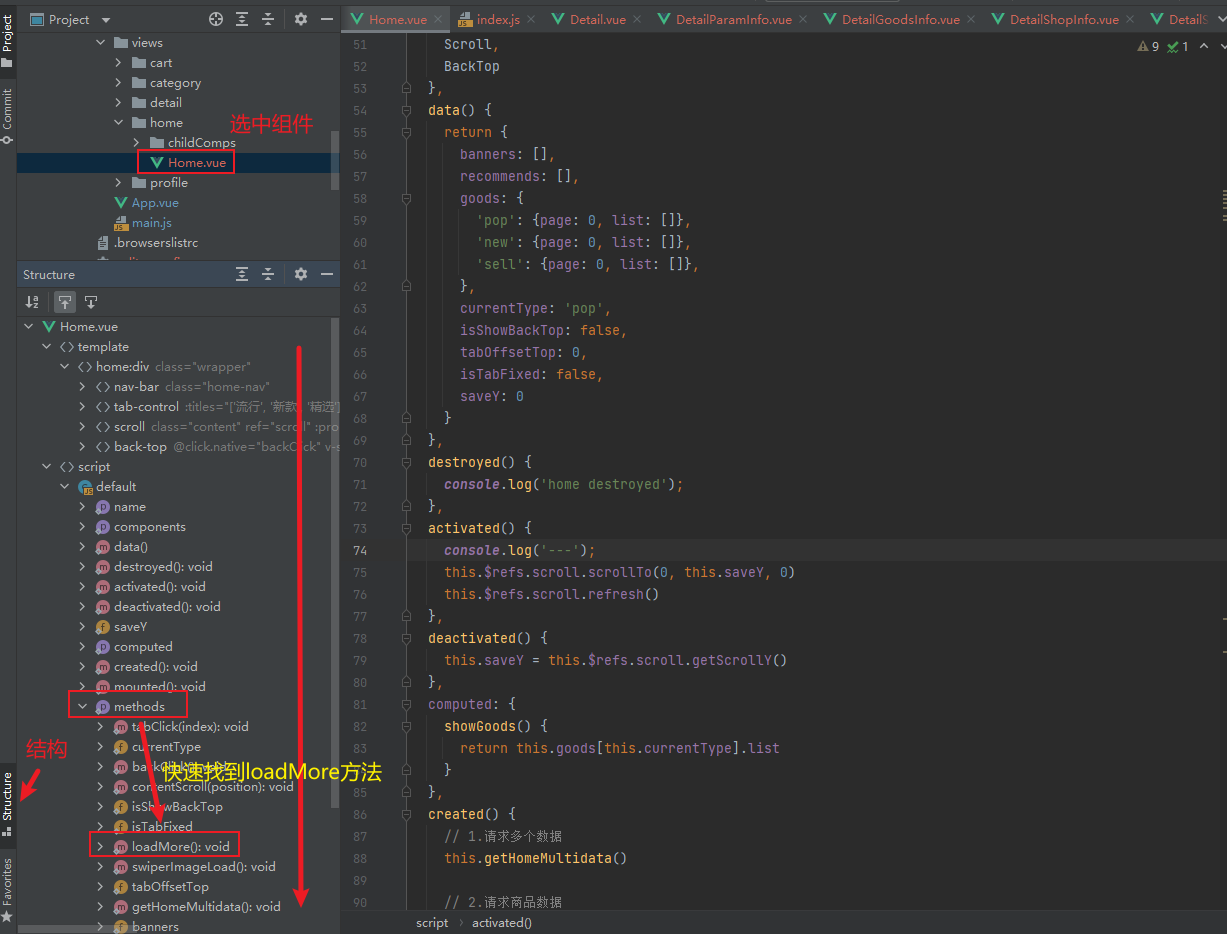 Project
Home.vue
index.js
Detail.vue
DetailParamInfo.vue
DetailGoodsInfo.vue
DetailShopInfo.vue
DetailS
Project
Commit
Structure
Favorites
views
cart
category
detail
home
选中组件
childComps
Home.vue
profile
App.vue
main.js
.browserslistrc
Structure
Home.vue
template
home:div class="wrapper"
nav-bar class="home-nav"
tab-control :titles="['流行', '新款', '精选']
scroll class="content" ref="scroll" :pro
back-top @click.native="backClick" v-s
script
default
name
components
data()
destroyed(): void
activated(): void
deactivated(): void
saveY
computed
created(): void
mounted(): void
methods
tabClick(index): void
结构
currentType
快速找到loadMore方法
contentScroll(position): void
isShowBackTop
isTabFixed
loadMore(): void
swiperImageLoad(): void
tabOffsetTop
getHomeMultidata(): void
banners
9 1
51 Scroll,
52 BackTop
53 },
54 data() {
55 return {
56 banners: [],
57 recommends: [],
58 goods: {
59 'pop': {page: 0, list: []},
60 'new': {page: 0, list: []},
61 'sell': {page: 0, list: []},
62 },
63 currentType: 'pop',
64 isShowBackTop: false,
65 tabOffsetTop: 0,
66 isTabFixed: false,
67 saveY: 0
68 }
69 },
70 destroyed() {
71 console.log('home destroyed');
72 },
73 activated() {
74 console.log('---');
75 this.$refs.scroll.scrollTo(0, this.saveY, 0)
76 this.$refs.scroll.refresh()
77 },
78 deactivated() {
79 this.saveY = this.$refs.scroll.getScrollY()
80 },
81 computed: {
82 showGoods() {
83 return this.goods[this.currentType].list
84 }
85 },
86 created() {
87 // 1.请求多个数据
88 this.getHomeMultidata()
89
90 // 2.请求商品数据
script › activated()